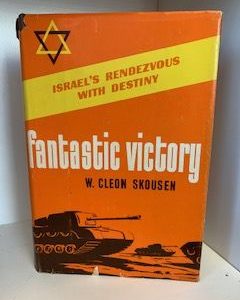 ISRAEL'S RENDEZVOUS
WITH DESTINY
fantastic victory
W. CLEON SKOUSEN